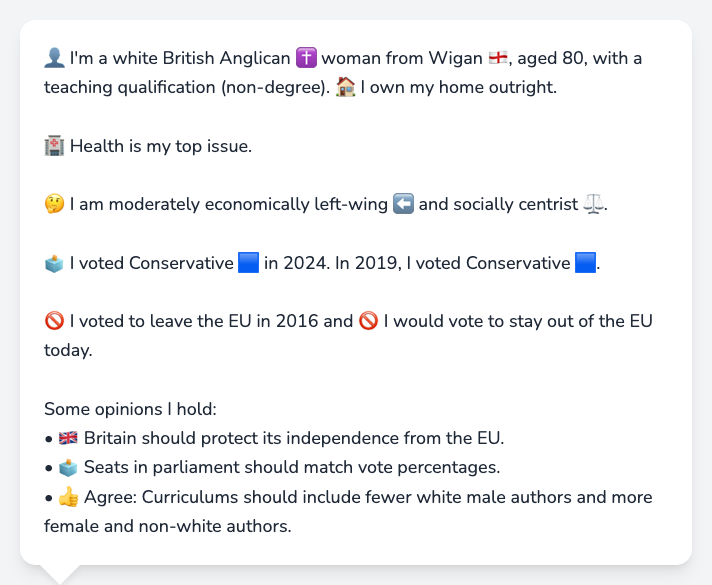 👤 I'm a white British Anglican ✝️ woman from Wigan 🏴󠁧󠁢󠁥󠁮󠁧󠁿, aged 80, with a
teaching qualification (non-degree). 🏠 I own my home outright.
🏥 Health is my top issue.
🤔 I am moderately economically left-wing ⬅️ and socially centrist ⚖️.
🗳️ I voted Conservative 🟦 in 2024. In 2019, I voted Conservative 🟦.
🚫 I voted to leave the EU in 2016 and 🚫 I would vote to stay out of the EU
today.
Some opinions I hold:
• 🇬🇧 Britain should protect its independence from the EU.
• 🗳️ Seats in parliament should match vote percentages.
• 👍 Agree: Curriculums should include fewer white male authors and more
female and non-white authors.